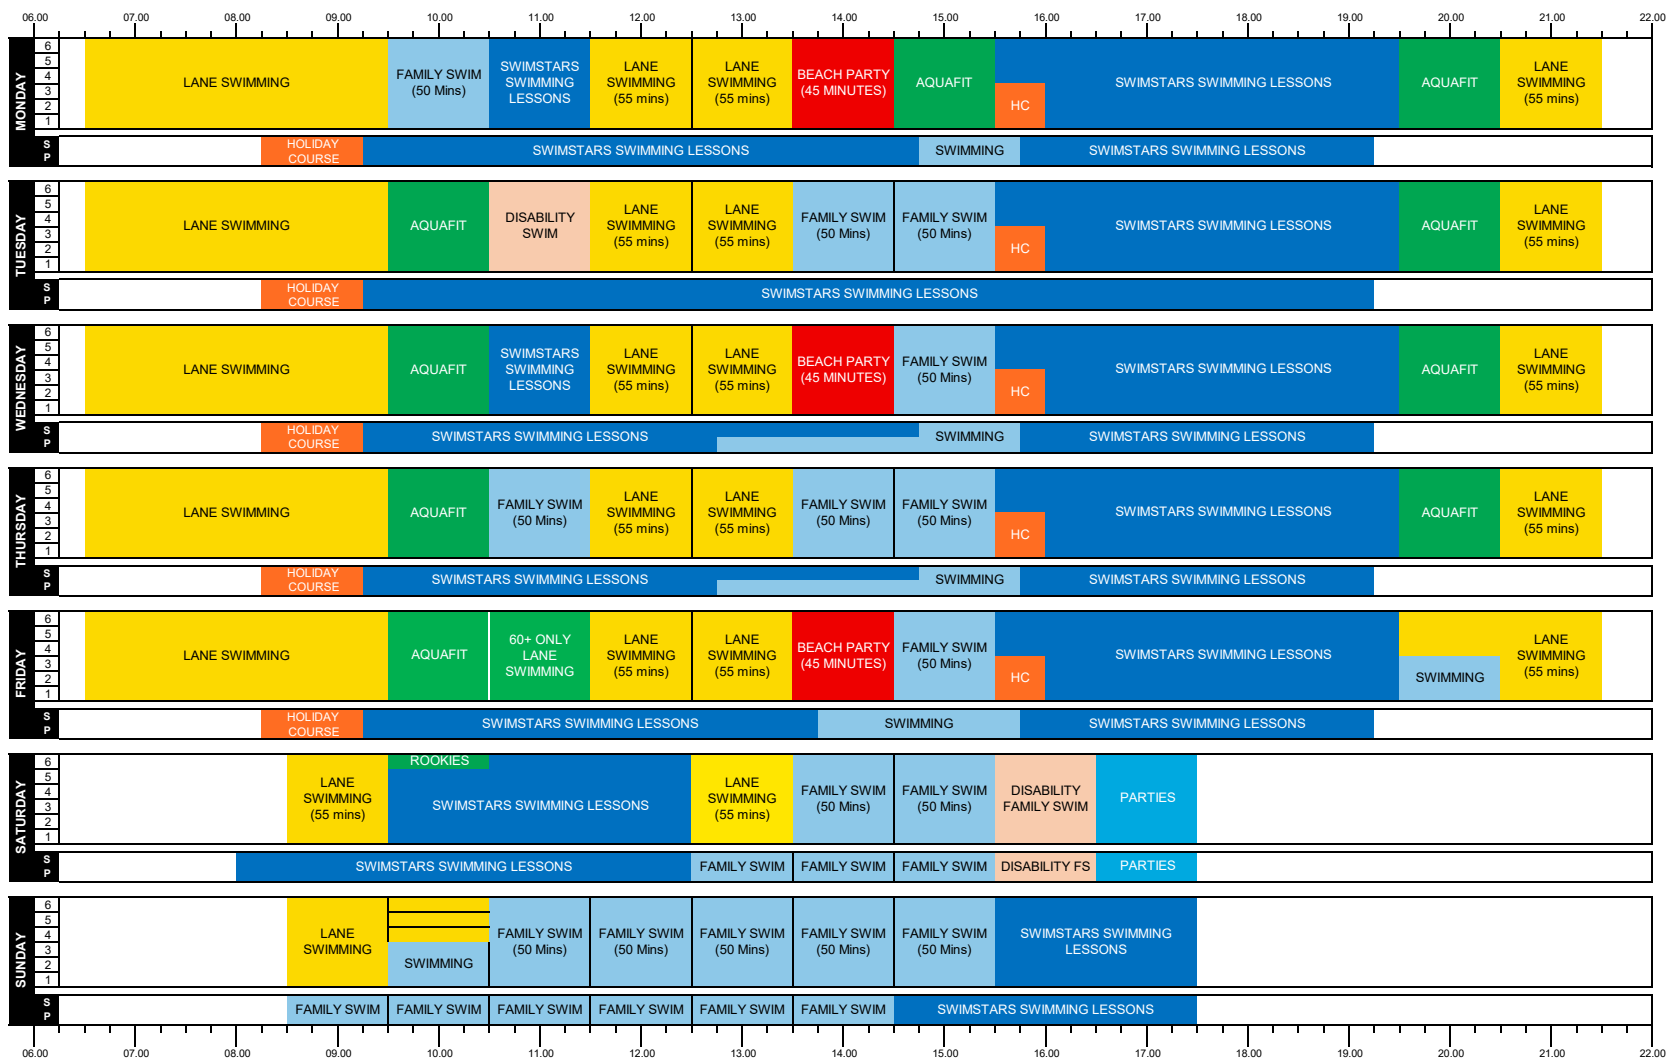 06.00 07.00 08.00 09.00 10.00 11.00 12.00 13.00 14.00 15.00 16.00 17.00 18.00 19.00 20.00 21.00 22.00
MONDAY
6
5
4
3
2
1
LANE SWIMMING
FAMILY SWIM
(50 Mins)
SWIMSTARS
SWIMMING
LESSONS
LANE
SWIMMING
(55 mins)
LANE
SWIMMING
(55 mins)
BEACH PARTY
(45 MINUTES)
AQUAFIT
HC
SWIMSTARS SWIMMING LESSONS
AQUAFIT
LANE
SWIMMING
(55 mins)
S
P
HOLIDAY
COURSE
SWIMSTARS SWIMMING LESSONS
SWIMMING
SWIMSTARS SWIMMING LESSONS
TUESDAY
6
5
4
3
2
1
LANE SWIMMING
AQUAFIT
DISABILITY
SWIM
LANE
SWIMMING
(55 mins)
LANE
SWIMMING
(55 mins)
FAMILY SWIM
(50 Mins)
FAMILY SWIM
(50 Mins)
HC
SWIMSTARS SWIMMING LESSONS
AQUAFIT
LANE
SWIMMING
(55 mins)
S
P
HOLIDAY
COURSE
SWIMSTARS SWIMMING LESSONS
WEDNESDAY
6
5
4
3
2
1
LANE SWIMMING
AQUAFIT
SWIMSTARS
SWIMMING
LESSONS
LANE
SWIMMING
(55 mins)
LANE
SWIMMING
(55 mins)
BEACH PARTY
(45 MINUTES)
FAMILY SWIM
(50 Mins)
HC
SWIMSTARS SWIMMING LESSONS
AQUAFIT
LANE
SWIMMING
(55 mins)
S
P
HOLIDAY
COURSE
SWIMSTARS SWIMMING LESSONS
SWIMMING
SWIMSTARS SWIMMING LESSONS
THURSDAY
6
5
4
3
2
1
LANE SWIMMING
AQUAFIT
FAMILY SWIM
(50 Mins)
LANE
SWIMMING
(55 mins)
LANE
SWIMMING
(55 mins)
FAMILY SWIM
(50 Mins)
FAMILY SWIM
(50 Mins)
HC
SWIMSTARS SWIMMING LESSONS
AQUAFIT
LANE
SWIMMING
(55 mins)
S
P
HOLIDAY
COURSE
SWIMSTARS SWIMMING LESSONS
SWIMMING
SWIMSTARS SWIMMING LESSONS
FRIDAY
6
5
4
3
2
1
LANE SWIMMING
AQUAFIT
60+ ONLY
LANE
SWIMMING
LANE
SWIMMING
(55 mins)
LANE
SWIMMING
(55 mins)
BEACH PARTY
(45 MINUTES)
FAMILY SWIM
(50 Mins)
HC
SWIMSTARS SWIMMING LESSONS
SWIMMING
LANE
SWIMMING
(55 mins)
S
P
HOLIDAY
COURSE
SWIMSTARS SWIMMING LESSONS
SWIMMING
SWIMSTARS SWIMMING LESSONS
SATURDAY
6
5
4
3
2
1
LANE
SWIMMING
(55 mins)
ROOKIES
SWIMSTARS SWIMMING LESSONS
LANE
SWIMMING
(55 mins)
FAMILY SWIM
(50 Mins)
FAMILY SWIM
(50 Mins)
DISABILITY
FAMILY SWIM
PARTIES
S
P
SWIMSTARS SWIMMING LESSONS
FAMILY SWIM
FAMILY SWIM
FAMILY SWIM
DISABILITY FS
PARTIES
SUNDAY
6
5
4
3
2
1
LANE
SWIMMING
SWIMMING
FAMILY SWIM
(50 Mins)
FAMILY SWIM
(50 Mins)
FAMILY SWIM
(50 Mins)
FAMILY SWIM
(50 Mins)
FAMILY SWIM
(50 Mins)
SWIMSTARS SWIMMING
LESSONS
S
P
FAMILY SWIM
FAMILY SWIM
FAMILY SWIM
FAMILY SWIM
FAMILY SWIM
FAMILY SWIM
SWIMSTARS SWIMMING LESSONS
06.00 07.00 08.00 09.00 10.00 11.00 12.00 13.00 14.00 15.00 16.00 17.00 18.00 19.00 20.00 21.00 22.00